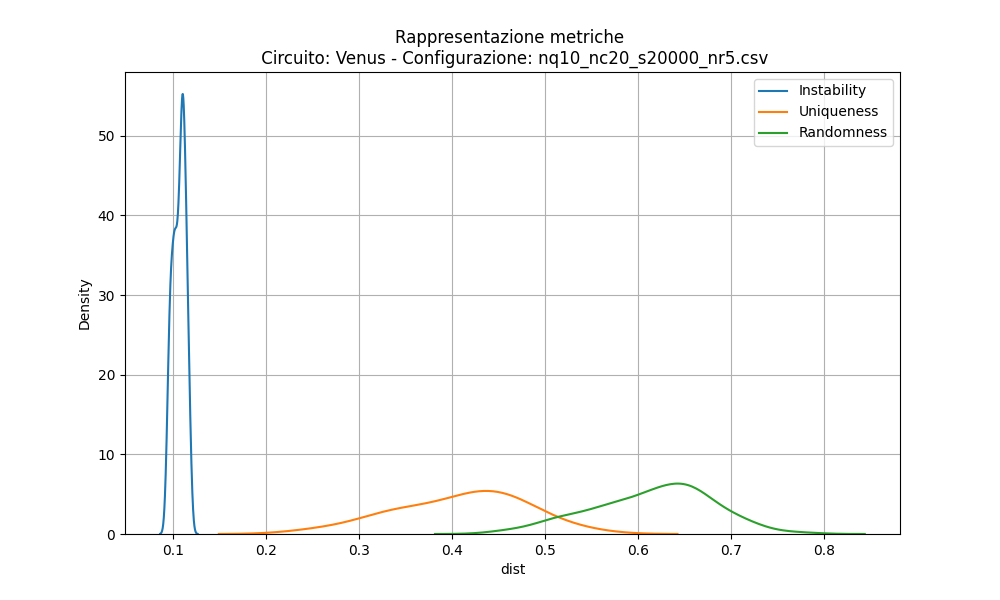 Rappresentazione metriche
Circuito: Venus - Configurazione: nq10_nc20_s20000_nr5.csv
Instability
Uniqueness
Randomness
Density
50
40
30
20
10
0
0.1 0.2 0.3 0.4 0.5 0.6 0.7 0.8
dist